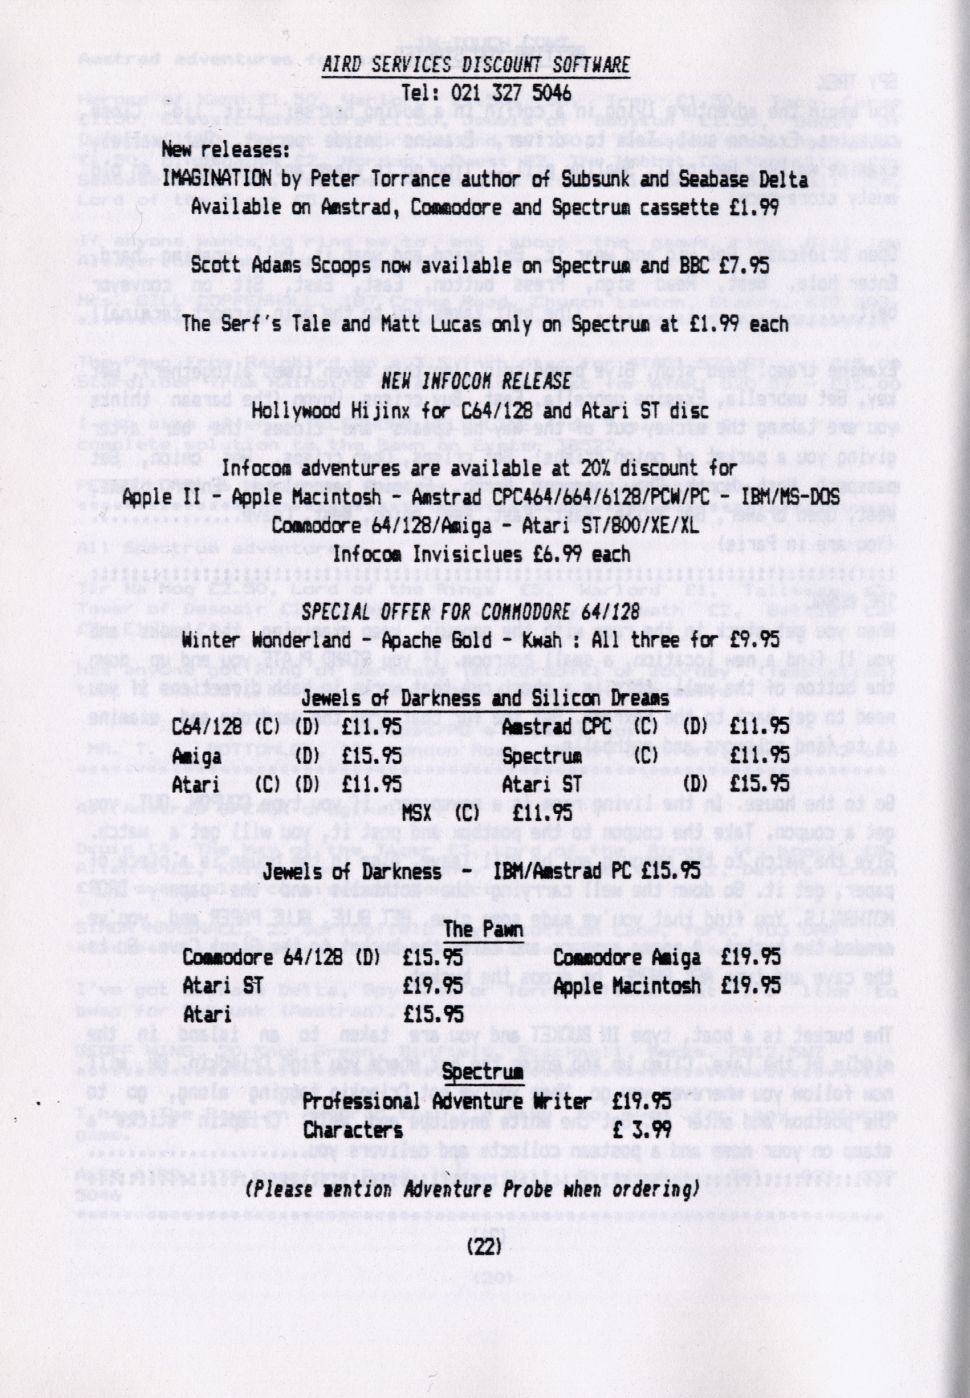 AIRD SERVICES DISCOUNT SOFTWARE
Tel: 021 327 5046
New releases:
IMAGINATION by Peter Torrance author of Subsunk and Seabase Delta
Available on Amstrad, Commodore and Spectrum cassette £1.99
Scott Adams Scoops now available on Spectrum and BBC £7.95
The Serf's Tale and Matt Lucas only on Spectrum at £1.99 each
NEW INFOCOM RELEASE
Hollywood Hijinx for C64/128 and Atari ST disc
Infocom adventures are available at 20% discount for
Apple II - Apple Macintosh - Amstrad CPC464/664/6128/PCW/PC - IBM/MS-DOS
Commodore 64/128/Amiga - Atari ST/800/XE/XL
Infocom Invisiclues £6.99 each
SPECIAL OFFER FOR COMMODORE 64/128
Winter Wonderland - Apache Gold - Kwah : All three for £9.95
Jewels of Darkness and Silicon Dreams
C64/128 (C) (D) £11.95 Amstrad CPC (C) (D) £11.95
Amiga (D) £15.95 Spectrum (C) £11.95
Atari (C) (D) £11.95 Atari ST (D) £15.95
MSX (C) £11.95
Jewels of Darkness - IBM/Amstrad PC £15.95
The Pawn
Commodore 64/128 (D) £15.95 Commodore Amiga £19.95
Atari ST £19.95 Apple Macintosh £19.95
Atari £15.95
Spectrum
Professional Adventure Writer £19.95
Characters £ 3.99
(Please mention Adventure Probe when ordering)
(22)